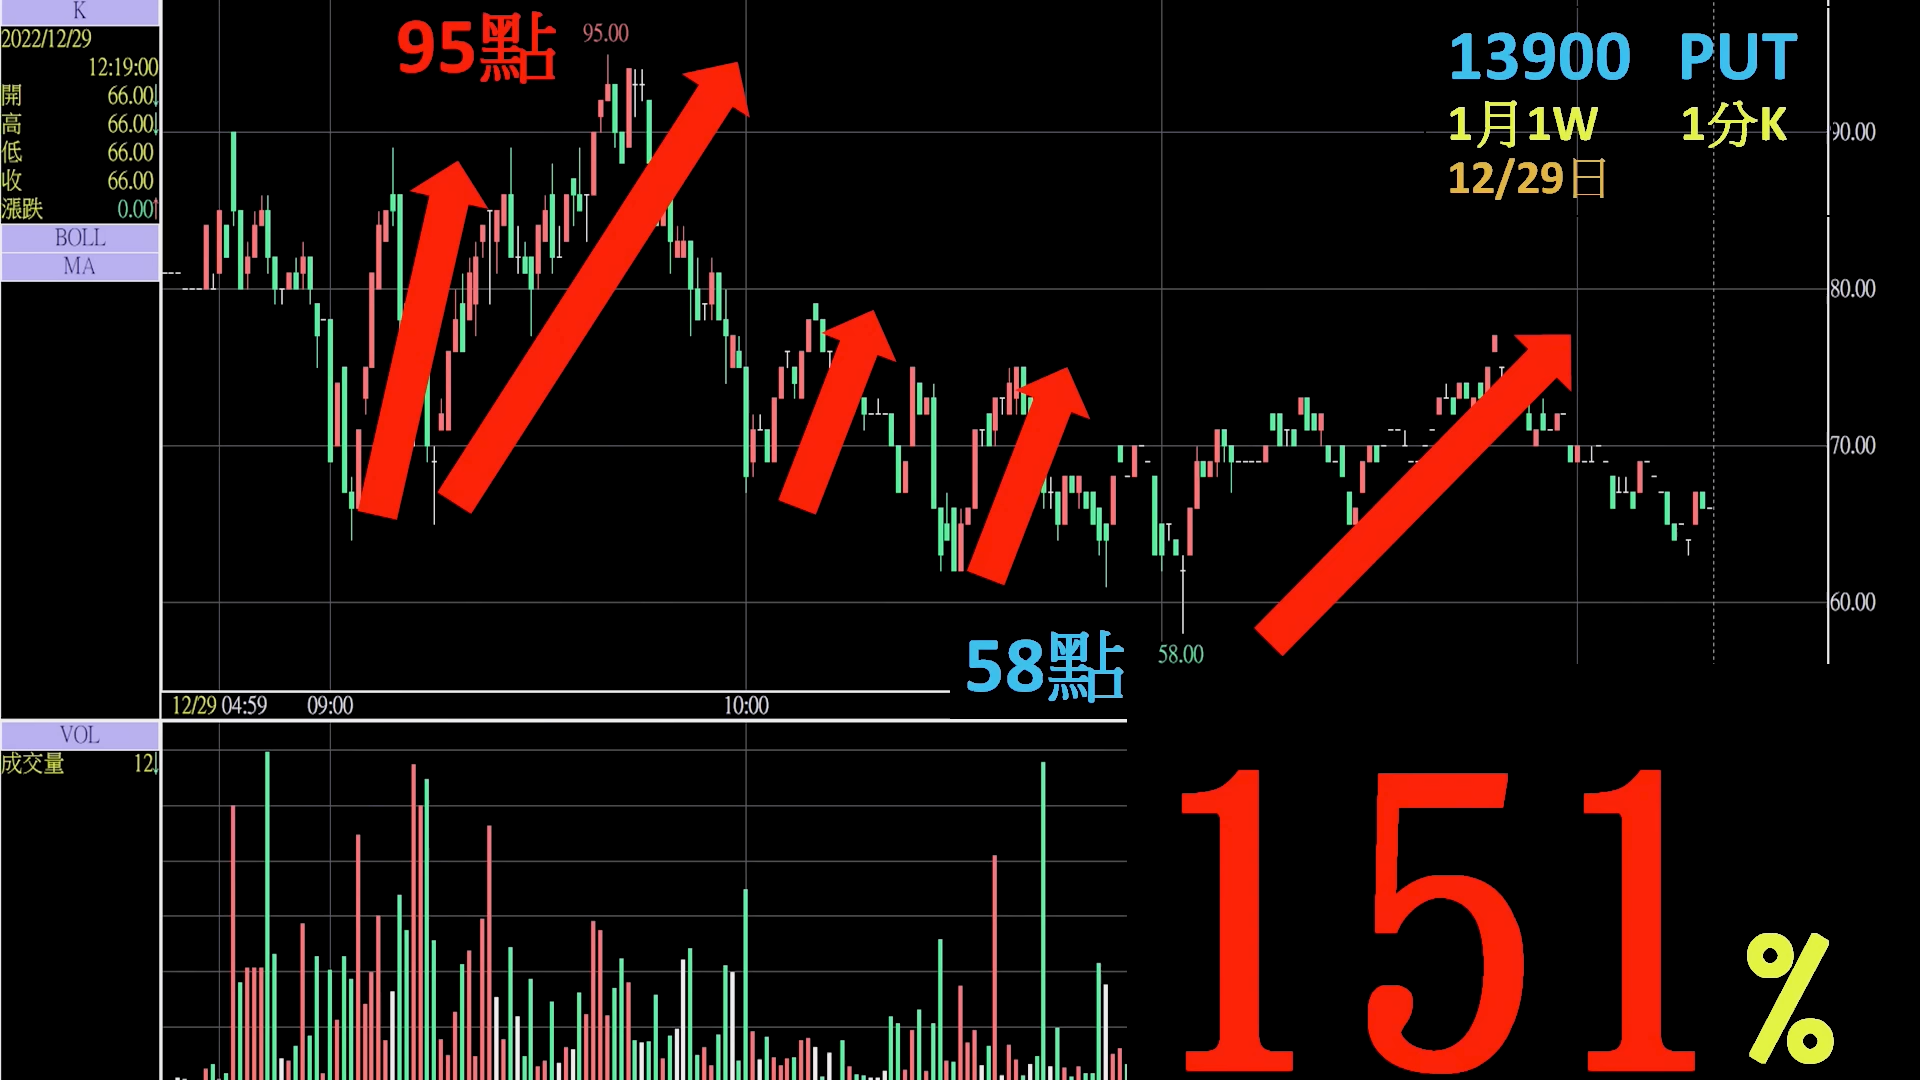 K
2022/12/29
12:19:00
開 66.00↓
高 66.00↓
低 66.00
收 66.00
漲跌 0.00↑
BOLL
MA
95點
95.00
13900 PUT
1月1W 1分K
12/29日
90.00
80.00
70.00
60.00
58點
58.00
12/29 04:59 09:00 10:00
VOL
成交量 12↓
151%